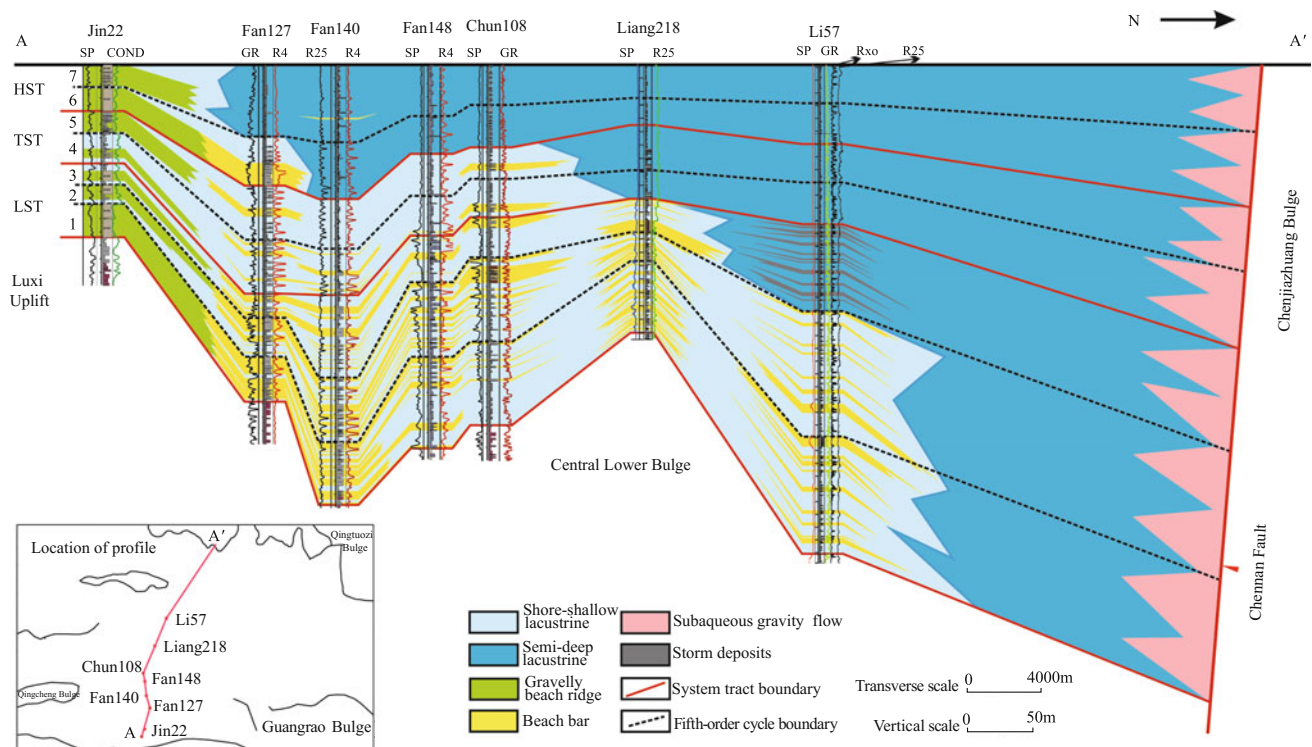 Jin22
Fan127
Fan140
Fan148
Chun108
Liang218
Li57
N
A
A′
SP COND
GR R4
R25 R4
SP R4
SP GR
SP R25
SP GR Rxo R25
HST
TST
LST
7
6
5
4
3
2
1
Luxi
Uplift
Central Lower Bulge
Chenjiazhuang Bulge
Chennan Fault
Location of profile
A′
Qingtuozi
Bulge
Li57
Liang218
Chun108
Fan148
Qingcheng Bulge
Fan140
Fan127
Guangrao Bulge
Jin22
A
Shore-shallow
lacustrine
Semi-deep
lacustrine
Gravelly
beach ridge
Beach bar
Subaqueous gravity flow
Storm deposits
System tract boundary
Fifth-order cycle boundary
Transverse scale 0 4000m
Vertical scale 0 50m